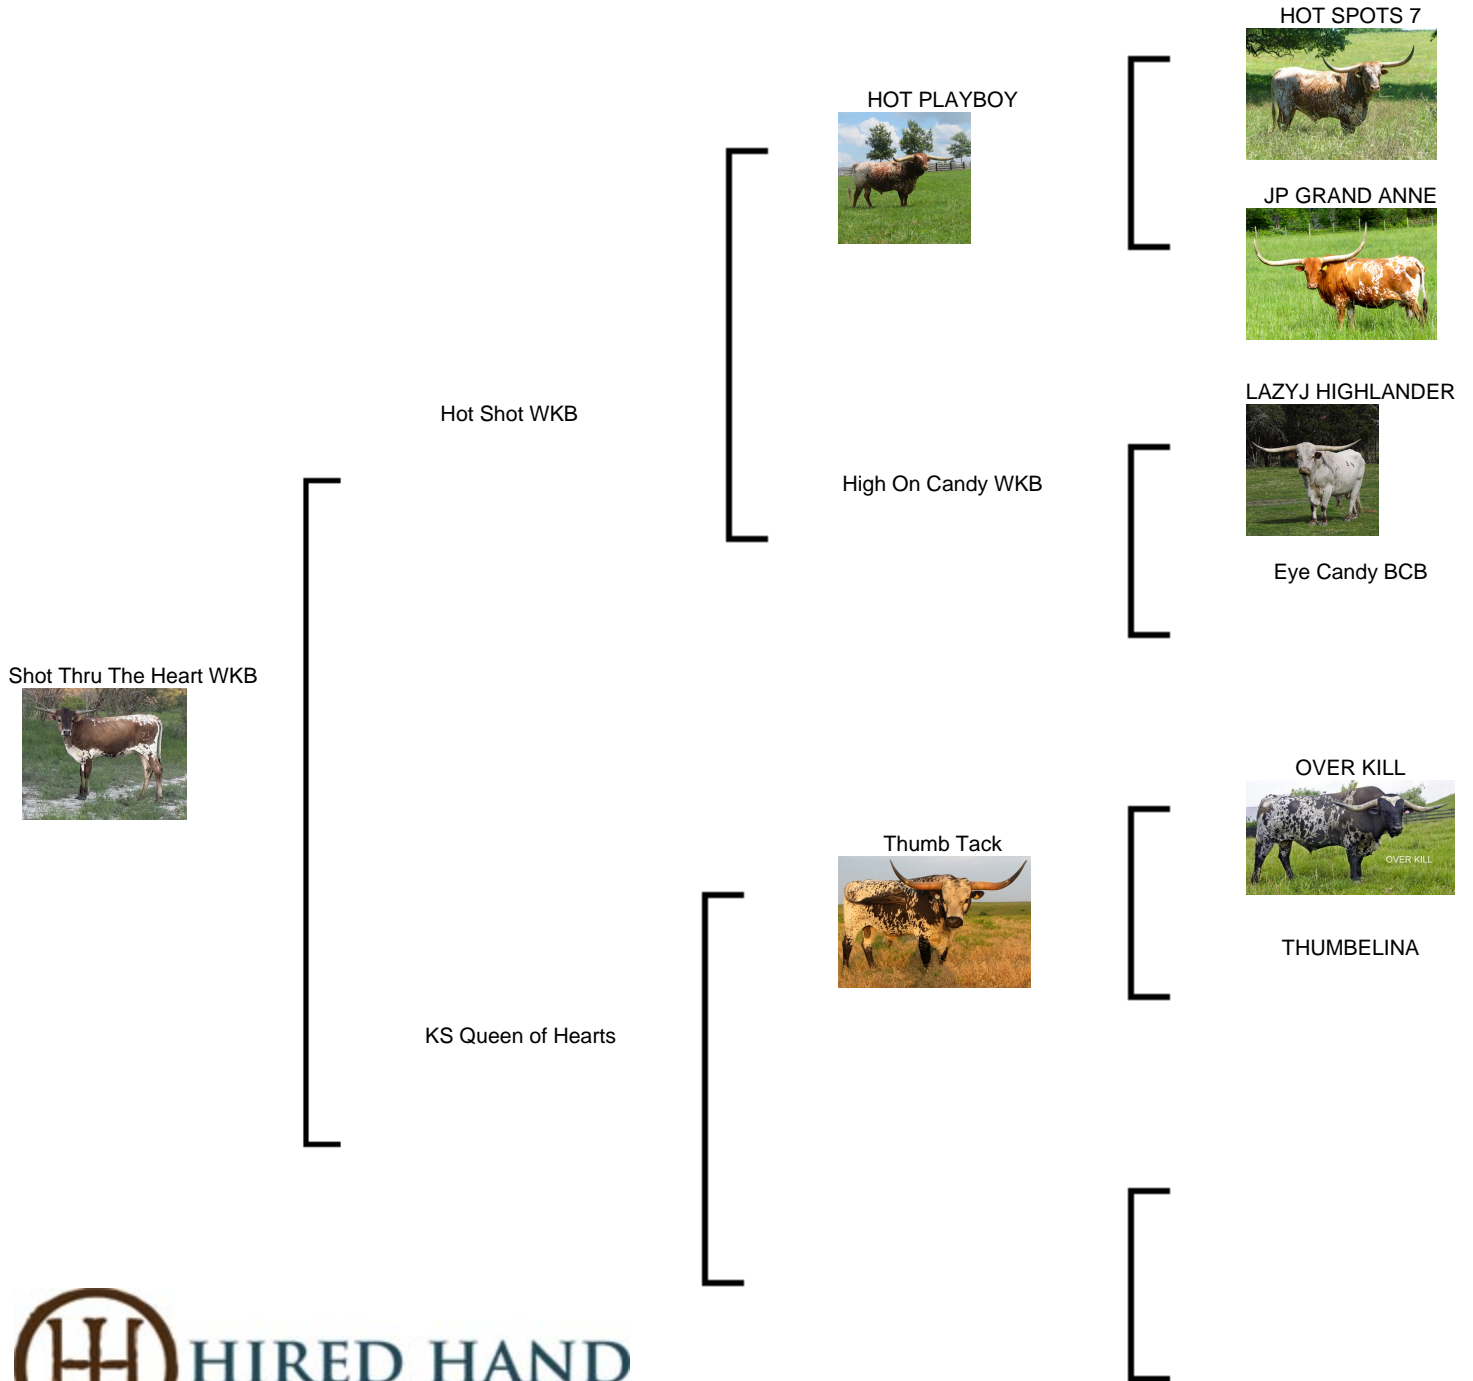 HOT SPOTS 7
HOT PLAYBOY
JP GRAND ANNE
LAZYJ HIGHLANDER
Hot Shot WKB
High On Candy WKB
Eye Candy BCB
Shot Thru The Heart WKB
OVER KILL
OVER KILL
Thumb Tack
THUMBELINA
KS Queen of Hearts
HIRED HAND